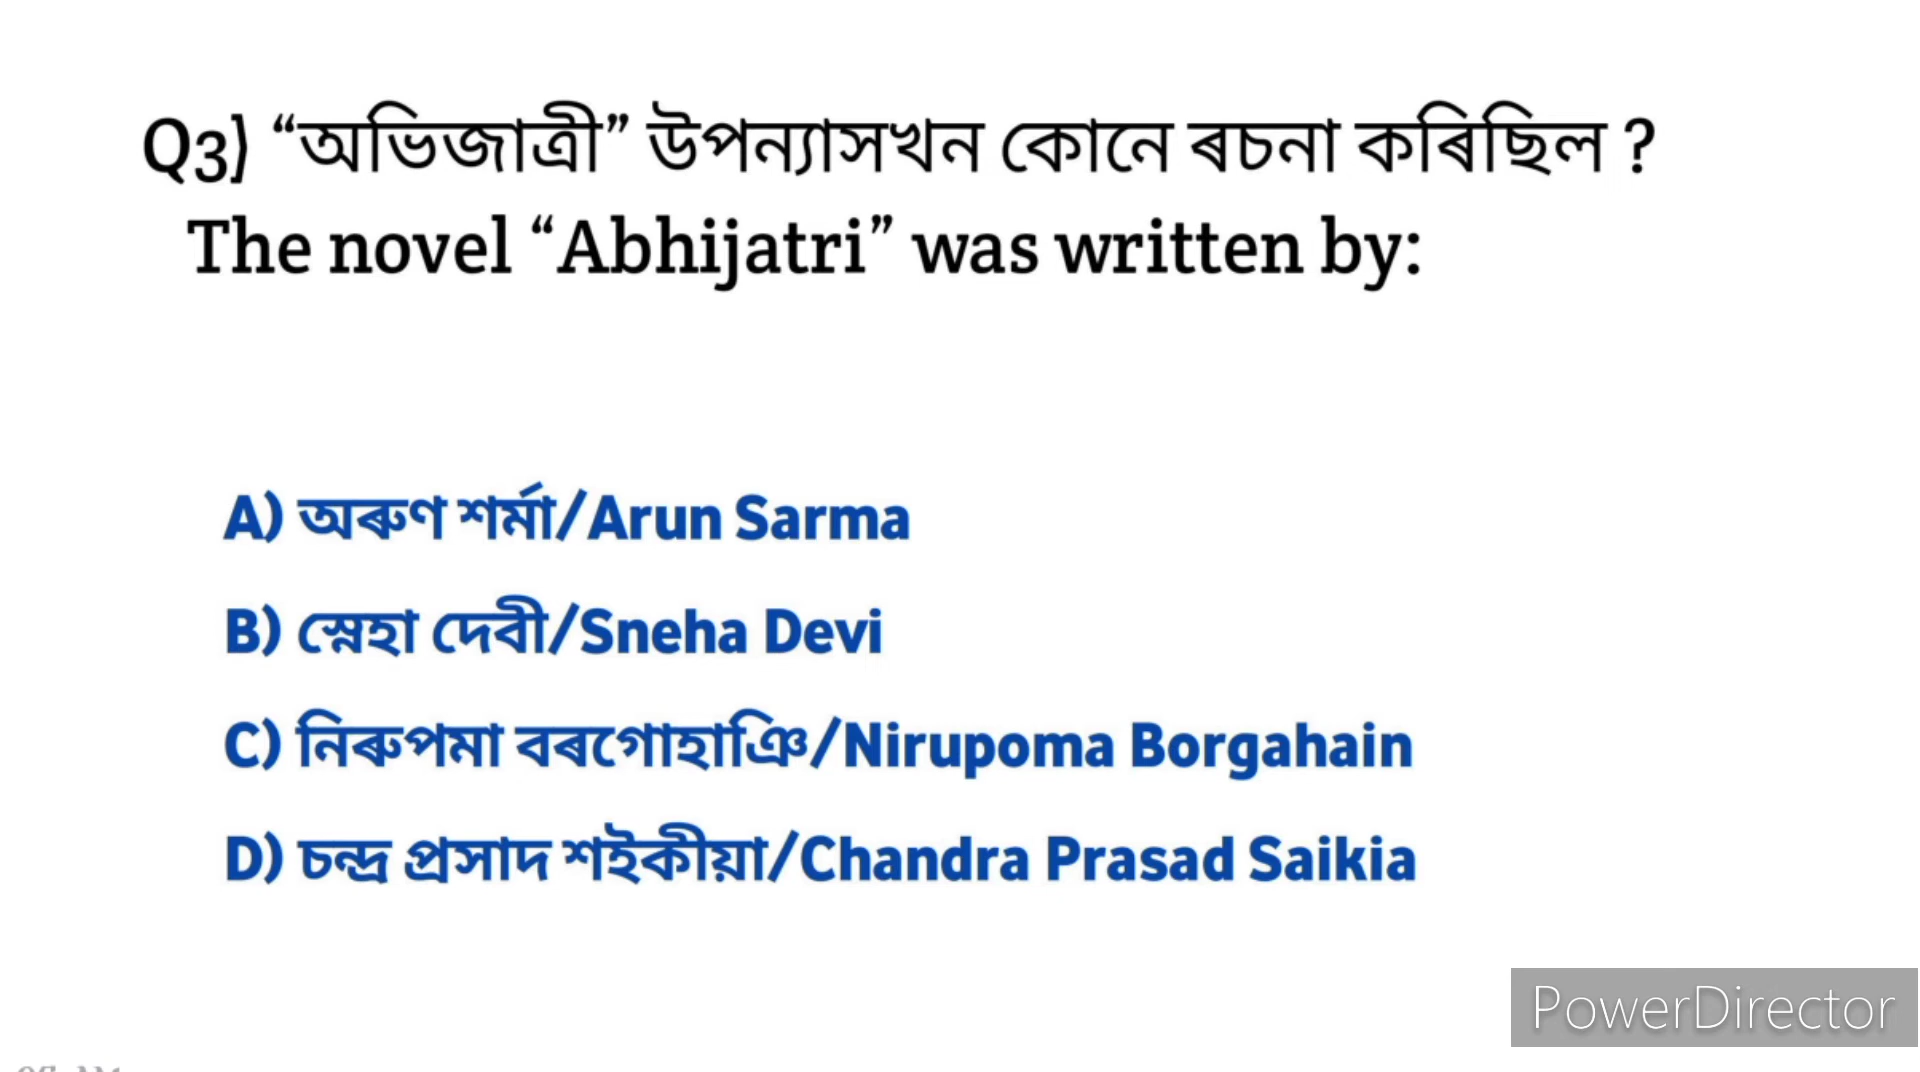 Q3) “অভিজাত্ৰী” উপন্যাসখন কোনে ৰচনা কৰিছিল ?
The novel “Abhijatri” was written by:
A) অৰুণ শৰ্মা/Arun Sarma
B) স্নেহা দেবী/Sneha Devi
C) নিৰুপমা বৰগোহাঞি/Nirupoma Borgahain
D) চন্দ্ৰ প্ৰসাদ শইকীয়া/Chandra Prasad Saikia
PowerDirector